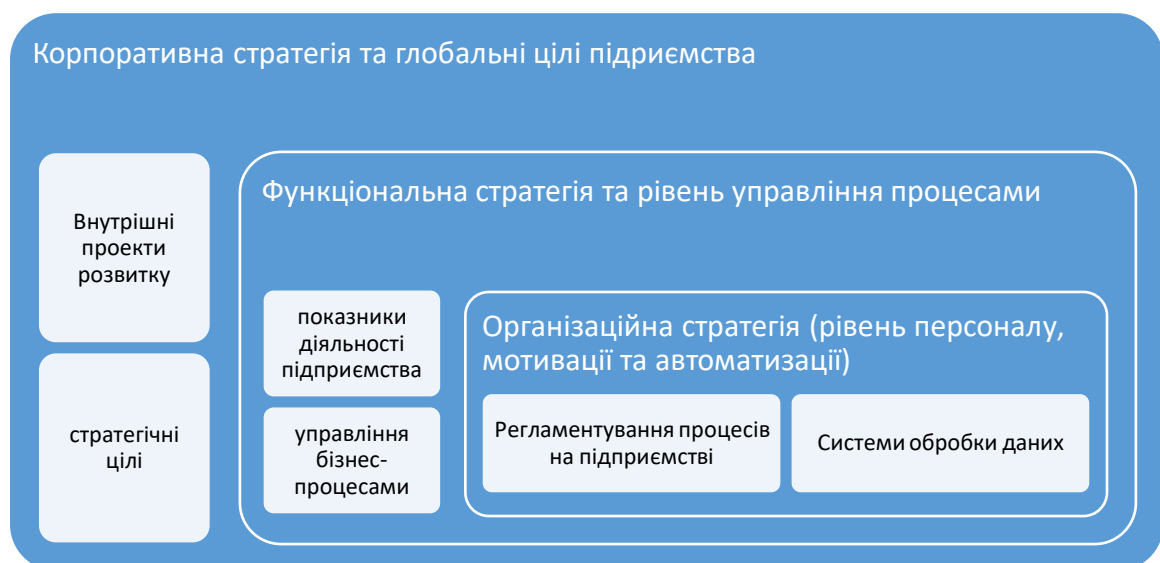 Корпоративна стратегія та глобальні цілі підприємства
Внутрішні
проекти
розвитку
стратегічні
цілі
Функціональна стратегія та рівень управління процесами
показники
діяльності
підприємства
управління
бізнес-
процесами
Організаційна стратегія (рівень персоналу,
мотивації та автоматизації)
Регламентування процесів
на підприємстві
Системи обробки даних